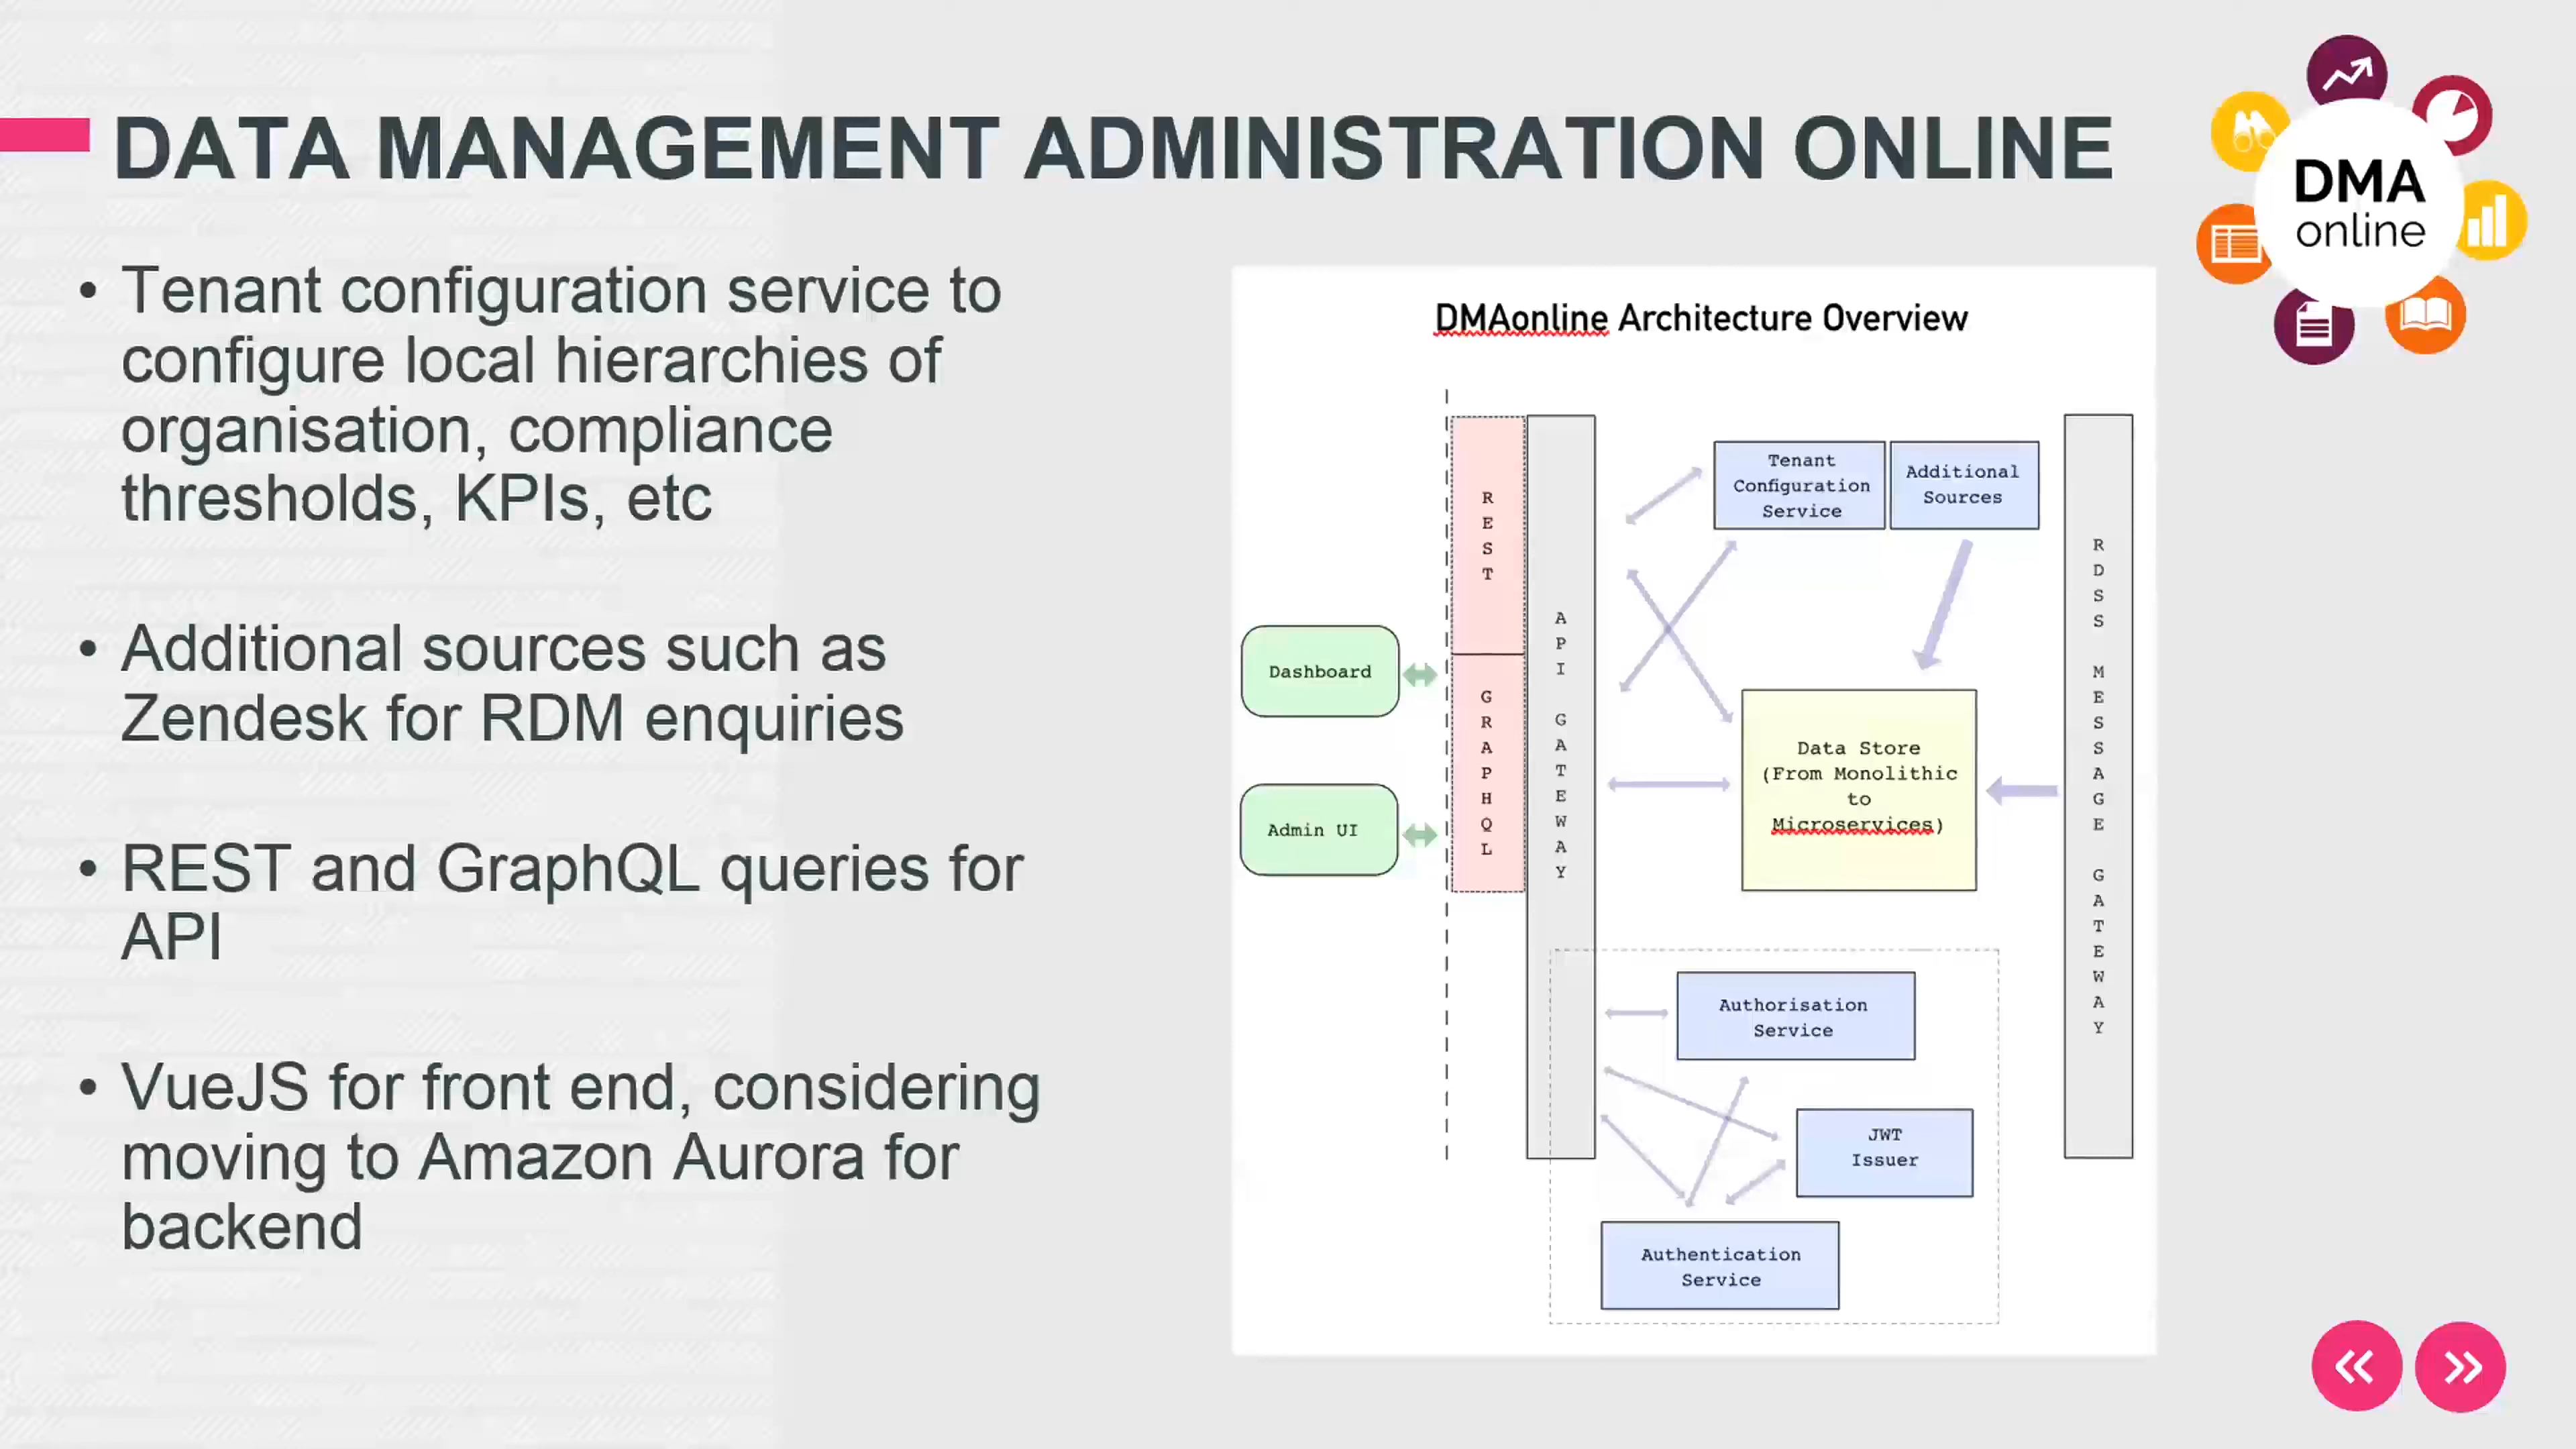 DATA MANAGEMENT ADMINISTRATION ONLINE
DMA
online
• Tenant configuration service to
configure local hierarchies of
organisation, compliance
thresholds, KPIs, etc
• Additional sources such as
Zendesk for RDM enquiries
• REST and GraphQL queries for
API
• VueJS for front end, considering
moving to Amazon Aurora for
backend
DMAonline Architecture Overview
Dashboard
Admin UI
REST
GRAPHQL
API GATEWAY
Tenant
Configuration
Service
Additional
Sources
Data Store
(From Monolithic
to
Microservices)
Authorisation
Service
JWT
Issuer
Authentication
Service
RDSS MESSAGE GATEWAY